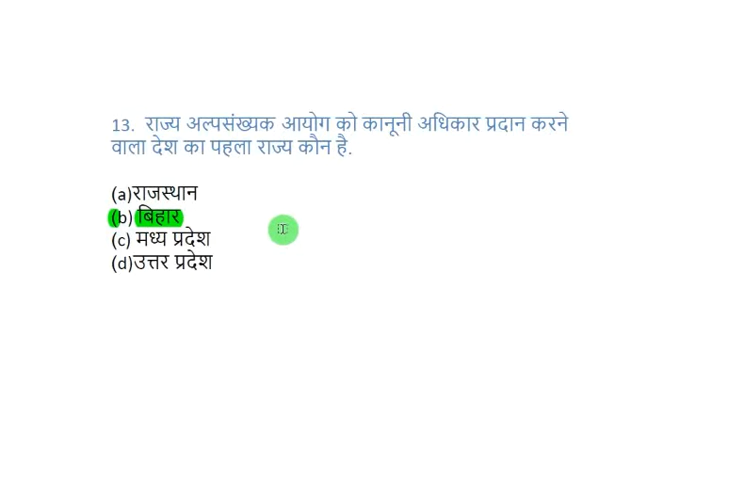 13. राज्य अल्पसंख्यक आयोग को कानूनी अधिकार प्रदान करने
वाला देश का पहला राज्य कौन है.
(a)राजस्थान
(b) बिहार
(c) मध्य प्रदेश
(d)उत्तर प्रदेश